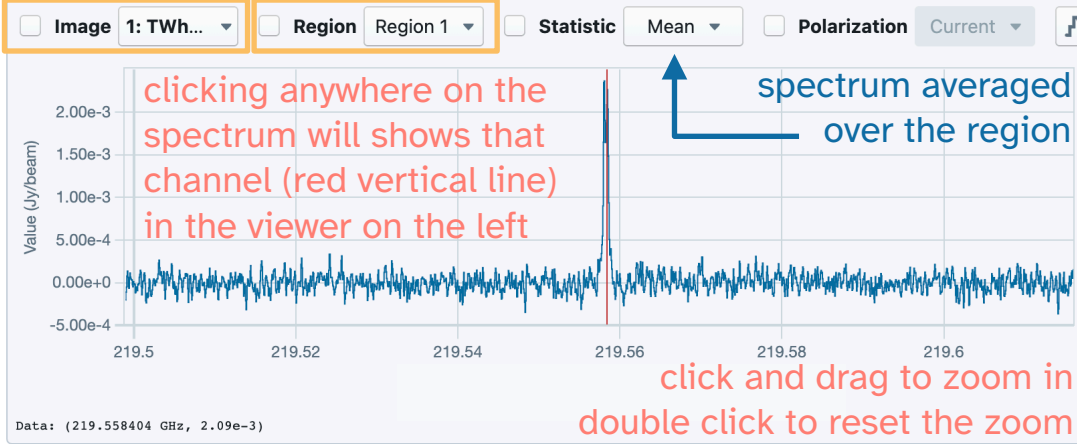 Image 1: TWh... Region Region 1 Statistic Mean Polarization Current
clicking anywhere on the
spectrum will shows that
channel (red vertical line)
in the viewer on the left
spectrum averaged
over the region
Value (Jy/beam)
2.00e-3
1.50e-3
1.00e-3
5.00e-4
0.00e+0
-5.00e-4
219.5 219.52 219.54 219.56 219.58 219.6
click and drag to zoom in
double click to reset the zoom
Data: (219.558404 GHz, 2.09e-3)